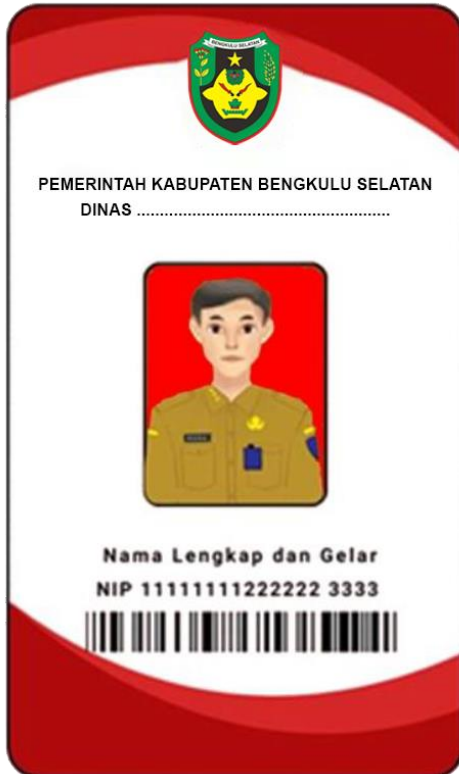 BENGKULU SELATAN
PEMERINTAH KABUPATEN BENGKULU SELATAN
DINAS .......................................................
Nama Lengkap dan Gelar
NIP 11111111222222 3333